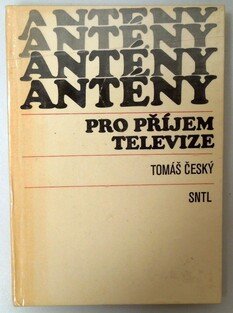 ANTÉNY
ANTÉNY
ANTÉNY
ANTÉNY
PRO PŘÍJEM
TELEVIZE
TOMÁŠ ČESKÝ
SNTL